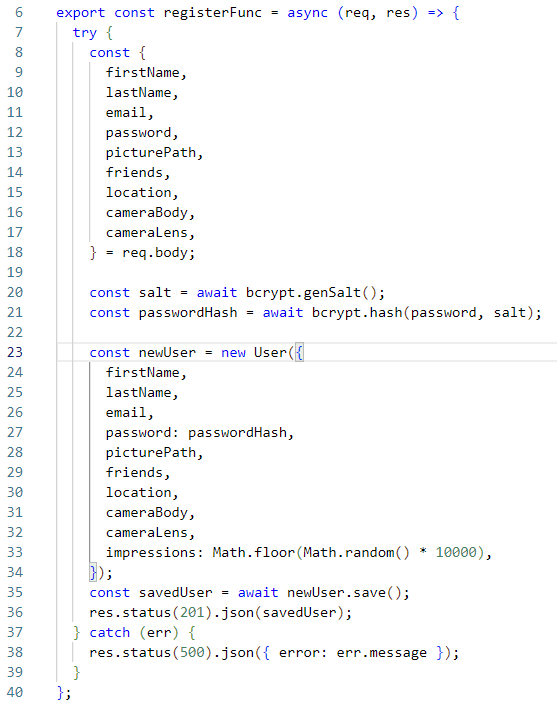 6 export const registerFunc = async (req, res) => {
7   try {
8     const {
9       firstName,
10       lastName,
11       email,
12       password,
13       picturePath,
14       friends,
15       location,
16       cameraBody,
17       cameraLens,
18     } = req.body;
19
20     const salt = await bcrypt.genSalt();
21     const passwordHash = await bcrypt.hash(password, salt);
22
23     const newUser = new User({
24       firstName,
25       lastName,
26       email,
27       password: passwordHash,
28       picturePath,
29       friends,
30       location,
31       cameraBody,
32       cameraLens,
33       impressions: Math.floor(Math.random() * 10000),
34     });
35     const savedUser = await newUser.save();
36     res.status(201).json(savedUser);
37   } catch (err) {
38     res.status(500).json({ error: err.message });
39   }
40 };